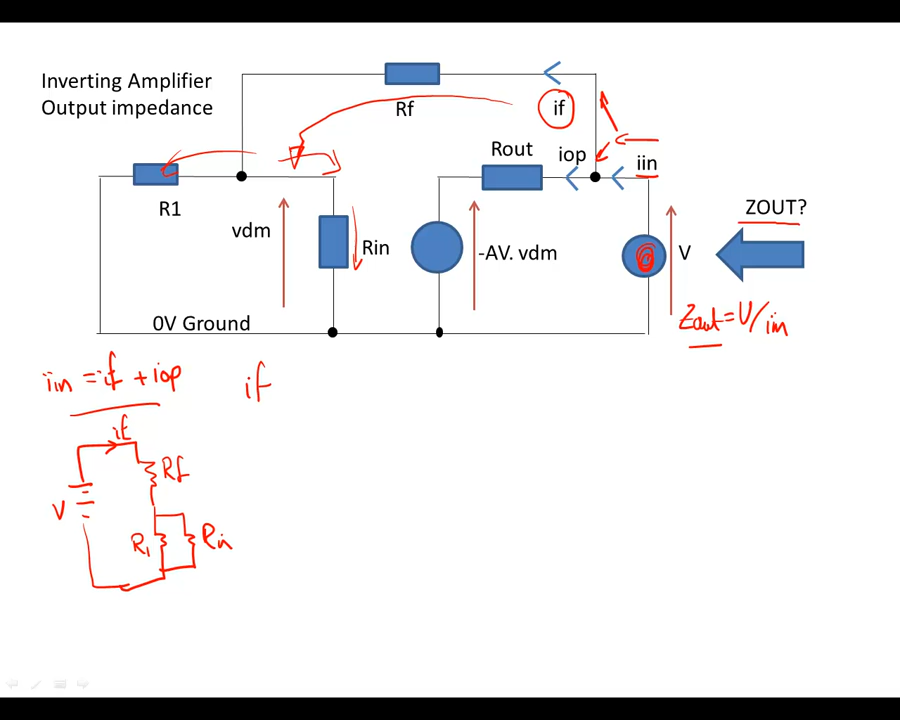 Inverting Amplifier
Output impedance
Rf
if
Rout
iop
iin
R1
vdm
Rin
-AV. vdm
V
ZOUT?
0V Ground
Zout = V/iin
iin = if + iop
if
if
Rf
V
R1
Rin